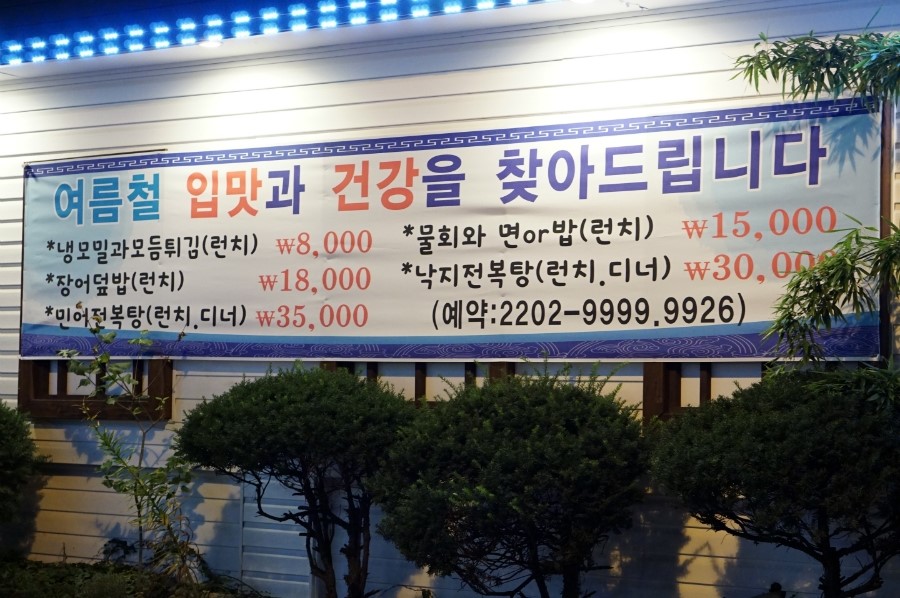 여름철 입맛과 건강을 찾아드립니다
*냉모밀과모듬튀김(런치) ₩8,000
*장어덮밥(런치) ₩18,000
*민어전복탕(런치.디너) ₩35,000
*물회와 면or밥(런치) ₩15,000
*낙지전복탕(런치.디너) ₩30,000
(예약:2202-9999.9926)